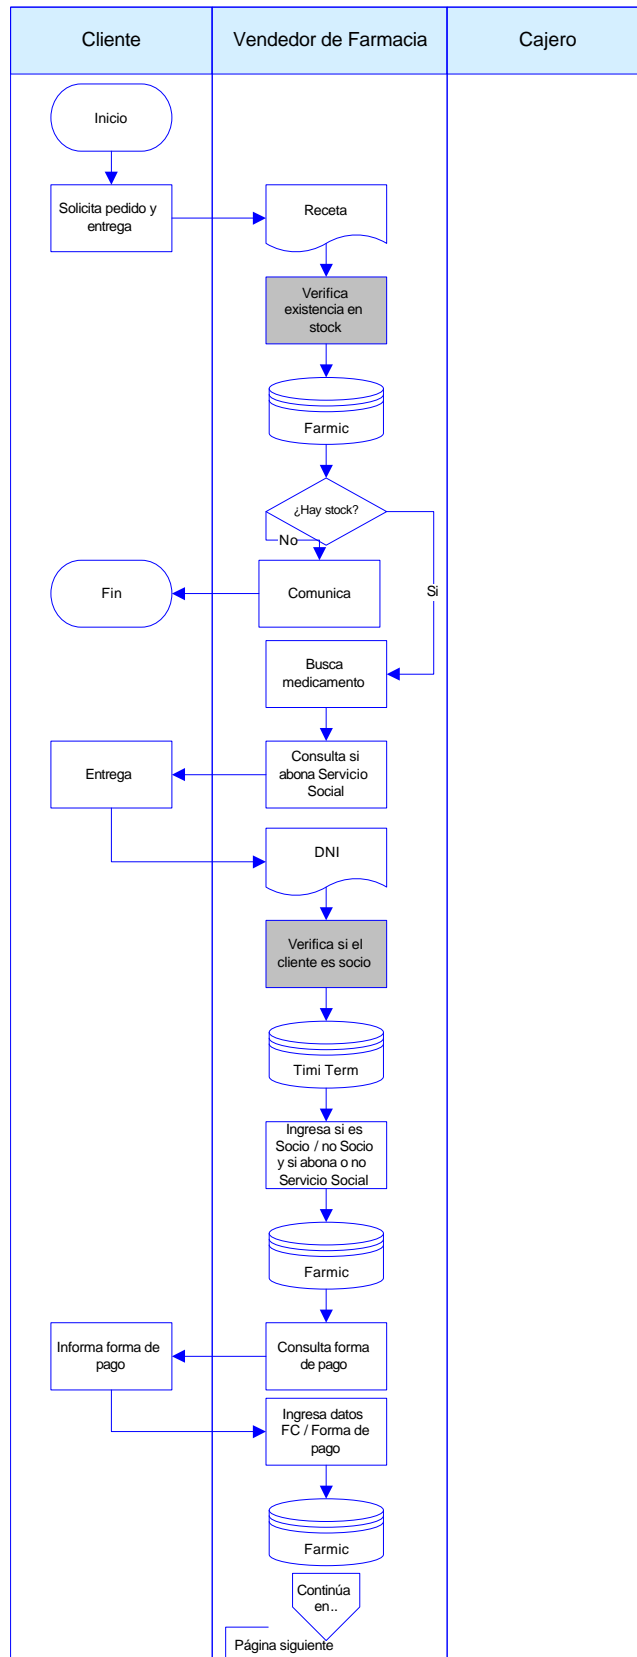 Cliente
Vendedor de Farmacia
Cajero
Inicio
Solicita pedido y
entrega
Receta
Verifica
existencia en
stock
Farmic
¿Hay stock?
No
Si
Fin
Comunica
Busca
medicamento
Entrega
Consulta si
abona Servicio
Social
DNI
Verifica si el
cliente es socio
Timi Term
Ingresa si es
Socio / no Socio
y si abona o no
Servicio Social
Farmic
Informa forma de
pago
Consulta forma
de pago
Ingresa datos
FC / Forma de
pago
Farmic
Continúa
en..
Página siguiente